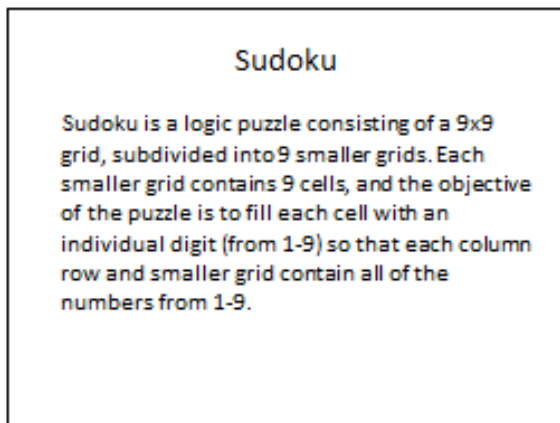 Sudoku
Sudoku is a logic puzzle consisting of a 9x9
grid, subdivided into 9 smaller grids. Each
smaller grid contains 9 cells, and the objective
of the puzzle is to fill each cell with an
individual digit (from 1-9) so that each column
row and smaller grid contain all of the
numbers from 1-9.